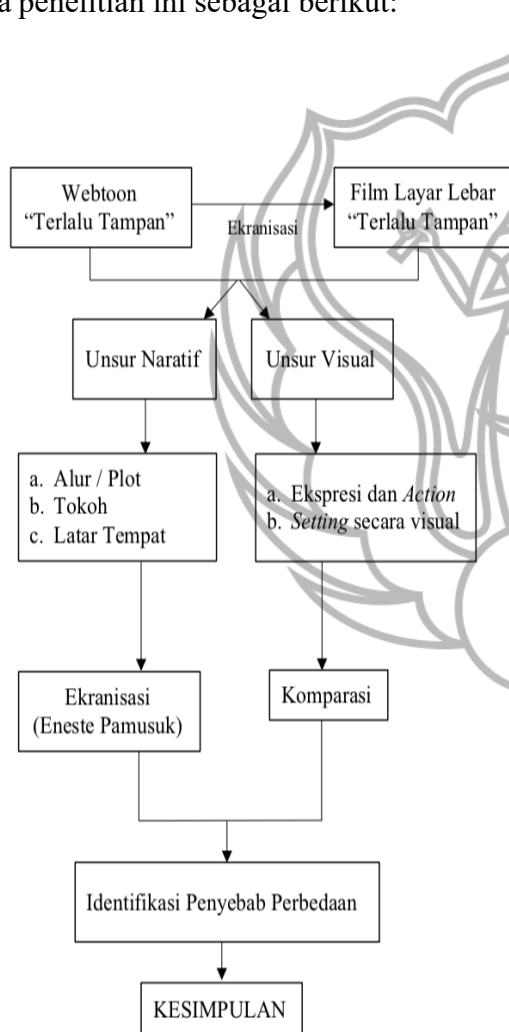 a penelitian ini sebagai berikut:
Webtoon
“Terlalu Tampan”
Ekranisasi
Film Layar Lebar
“Terlalu Tampan”
Unsur Naratif
Unsur Visual
a. Alur / Plot
b. Tokoh
c. Latar Tempat
a. Ekspresi dan Action
b. Setting secara visual
Ekranisasi
(Eneste Pamusuk)
Komparasi
Identifikasi Penyebab Perbedaan
KESIMPULAN